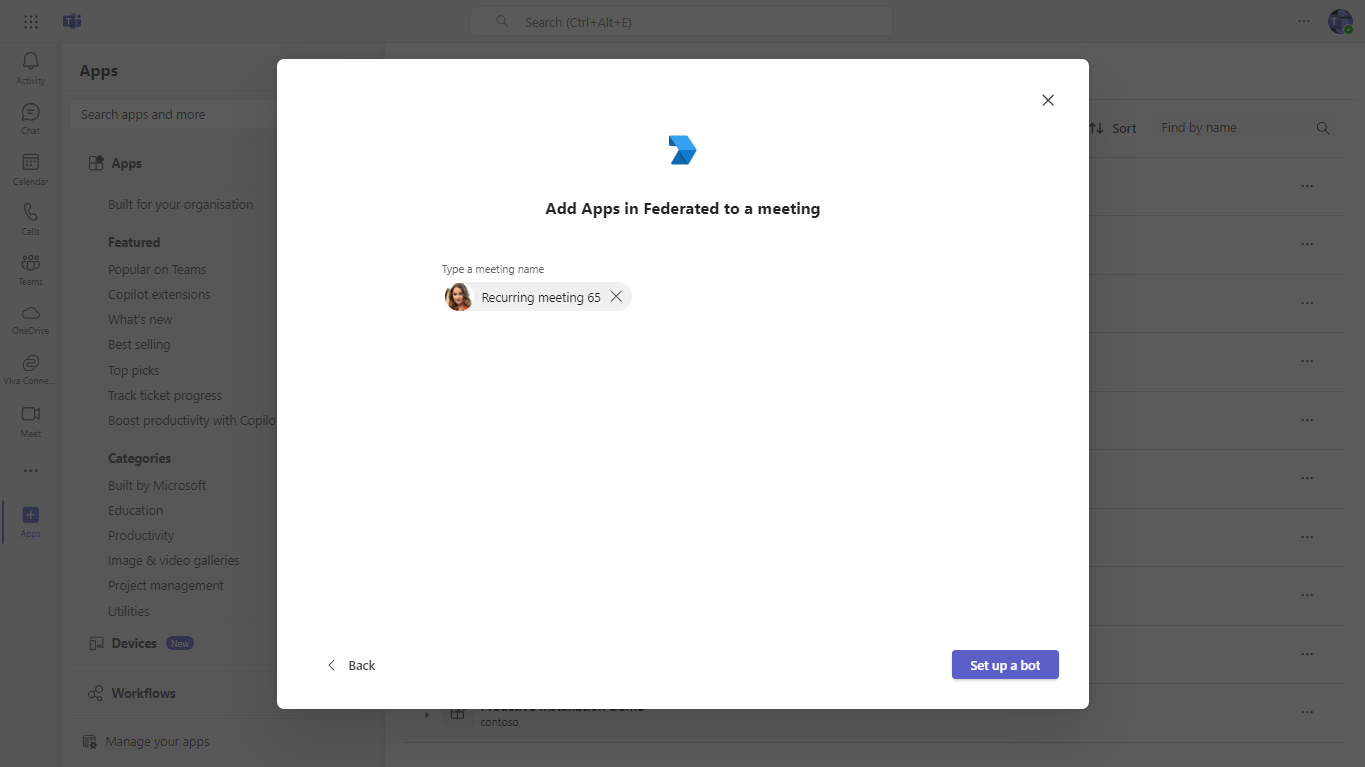 Search (Ctrl+Alt+E)
Activity
Chat
Calendar
Calls
Teams
OneDrive
Viva Conne...
Meet
Apps
Apps
Search apps and more
Apps
Built for your organisation
Featured
Popular on Teams
Copilot extensions
What's new
Best selling
Top picks
Track ticket progress
Boost productivity with Copilot
Categories
Built by Microsoft
Education
Productivity
Image & video galleries
Project management
Utilities
Devices New
Workflows
Manage your apps
Sort
Find by name
Add Apps in Federated to a meeting
Type a meeting name
Recurring meeting 65
Back
Set up a bot
Proactive Installation Demo
contoso